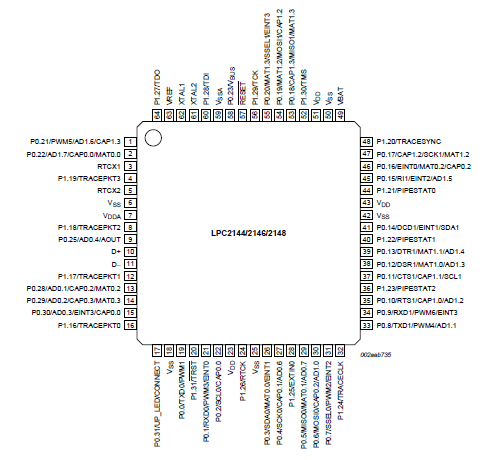 P1.27/TDO
VREF
XTAL1
XTAL2
P1.28/TDI
VSSA
P0.23/VBUS
RESET
P1.29/TCK
P0.20/MAT1.3/SSEL1/EINT3
P0.19/MAT1.2/MOSI1/CAP1.2
P0.18/CAP1.3/MISO1/MAT1.3
P1.30/TMS
VDD
VSS
VBAT
64 63 62 61 60 59 58 57 56 55 54 53 52 51 50 49
P0.21/PWM5/AD1.6/CAP1.3 1
P0.22/AD1.7/CAP0.0/MAT0.0 2
RTCX1 3
P1.19/TRACEPKT3 4
RTCX2 5
VSS 6
VDDA 7
P1.18/TRACEPKT2 8
P0.25/AD0.4/AOUT 9
D+ 10
D− 11
P1.17/TRACEPKT1 12
P0.28/AD0.1/CAP0.2/MAT0.2 13
P0.29/AD0.2/CAP0.3/MAT0.3 14
P0.30/AD0.3/EINT3/CAP0.0 15
P1.16/TRACEPKT0 16
LPC2144/2146/2148
48 P1.20/TRACESYNC
47 P0.17/CAP1.2/SCK1/MAT1.2
46 P0.16/EINT0/MAT0.2/CAP0.2
45 P0.15/RI1/EINT2/AD1.5
44 P1.21/PIPESTAT0
43 VDD
42 VSS
41 P0.14/DCD1/EINT1/SDA1
40 P1.22/PIPESTAT1
39 P0.13/DTR1/MAT1.1/AD1.4
38 P0.12/DSR1/MAT1.0/AD1.3
37 P0.11/CTS1/CAP1.1/SCL1
36 P1.23/PIPESTAT2
35 P0.10/RTS1/CAP1.0/AD1.2
34 P0.9/RXD1/PWM6/EINT3
33 P0.8/TXD1/PWM4/AD1.1
17 18 19 20 21 22 23 24 25 26 27 28 29 30 31 32
P0.31/UP_LED/CONNECT
VSS
P0.0/TXD0/PWM1
P1.31/TRST
P0.1/RXD0/PWM3/EINT0
P0.2/SCL0/CAP0.0
VDD
P1.26/RTCK
VSS
P0.3/SDA0/MAT0.0/EINT1
P0.4/SCK0/CAP0.1/AD0.6
P1.25/EXTIN0
P0.5/MISO0/MAT0.1/AD0.7
P0.6/MOSI0/CAP0.2/AD1.0
P0.7/SSEL0/PWM2/EINT2
P1.24/TRACECLK
002aab735